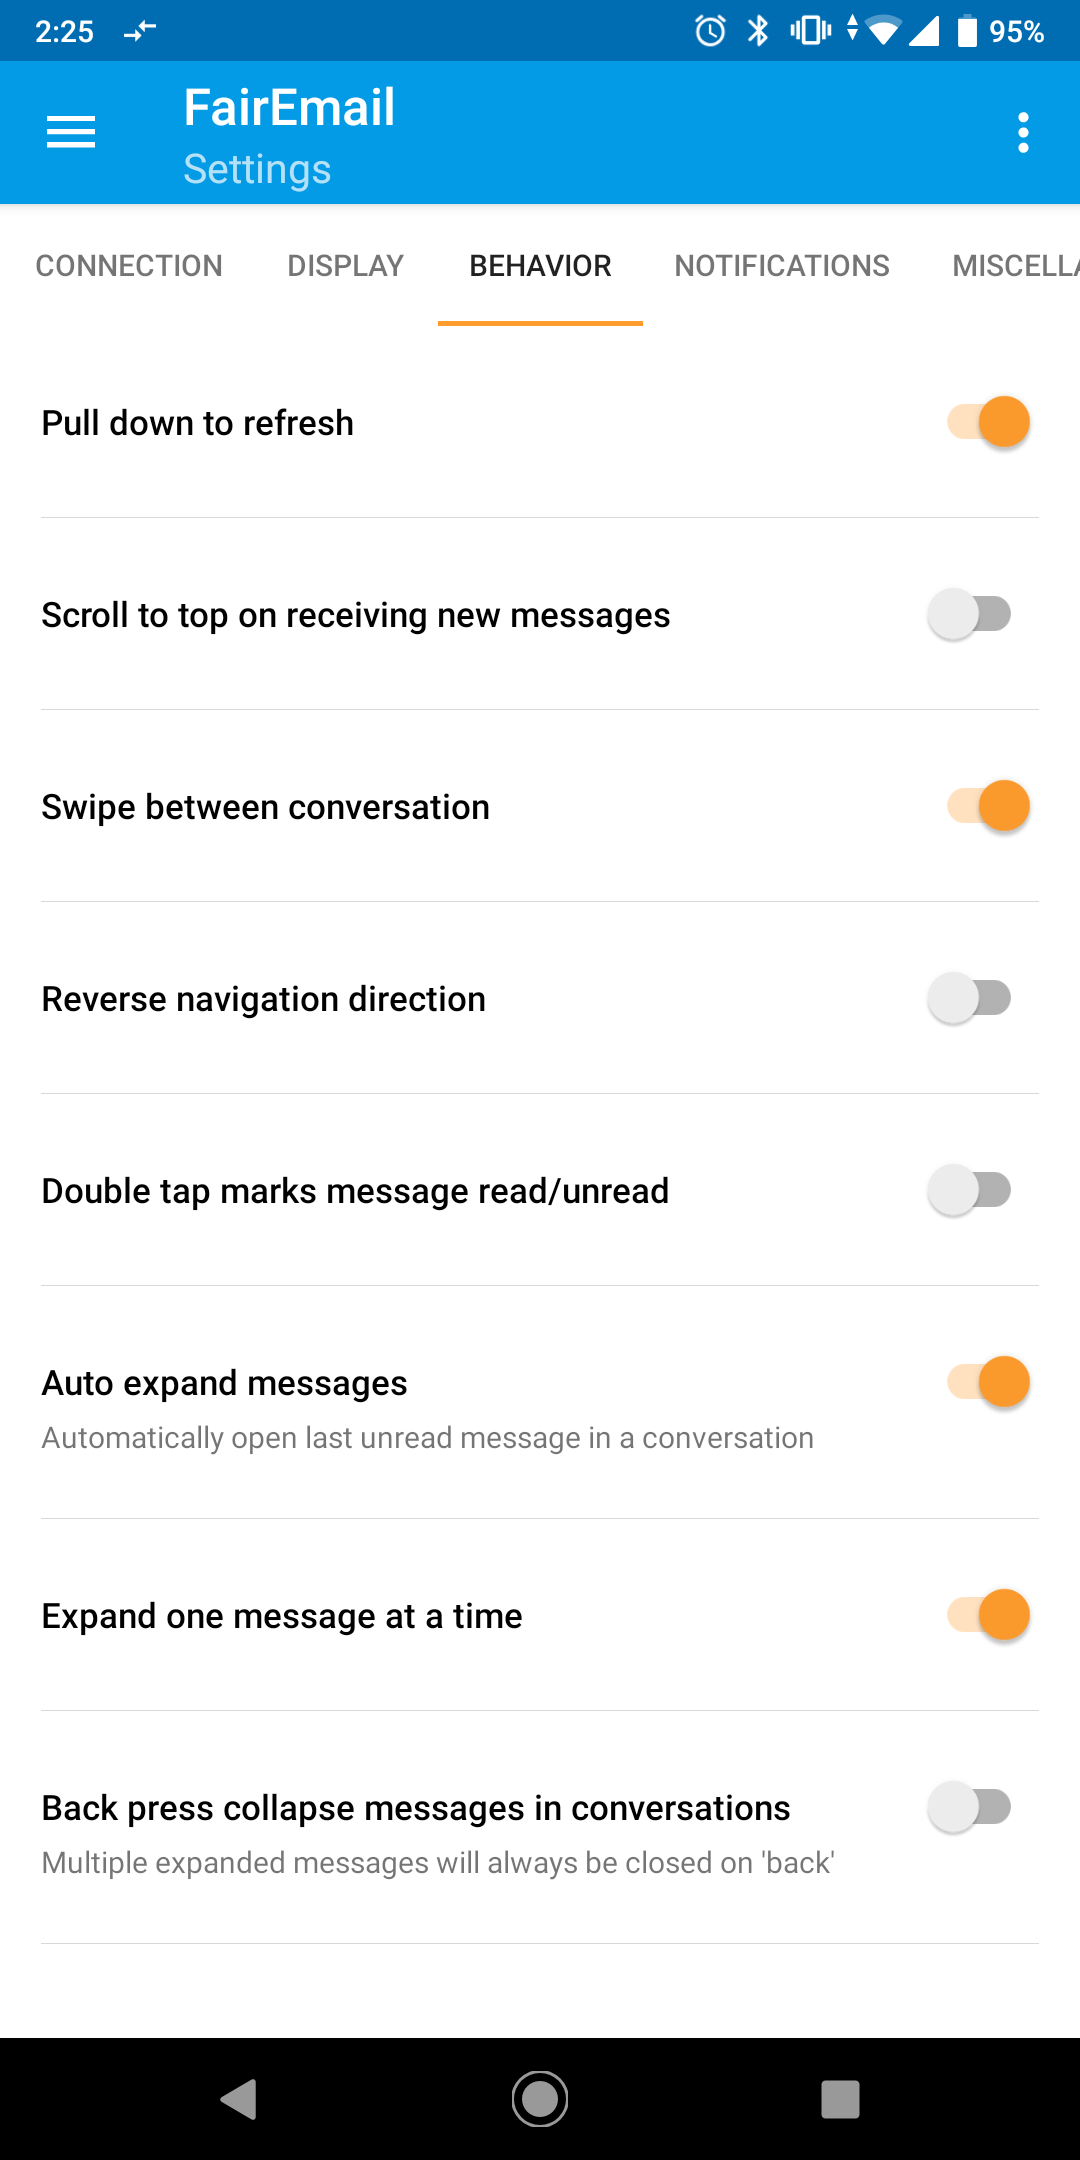 2:25
95%
FairEmail
Settings
CONNECTION DISPLAY BEHAVIOR NOTIFICATIONS MISCELLA
Pull down to refresh
Scroll to top on receiving new messages
Swipe between conversation
Reverse navigation direction
Double tap marks message read/unread
Auto expand messages
Automatically open last unread message in a conversation
Expand one message at a time
Back press collapse messages in conversations
Multiple expanded messages will always be closed on 'back'